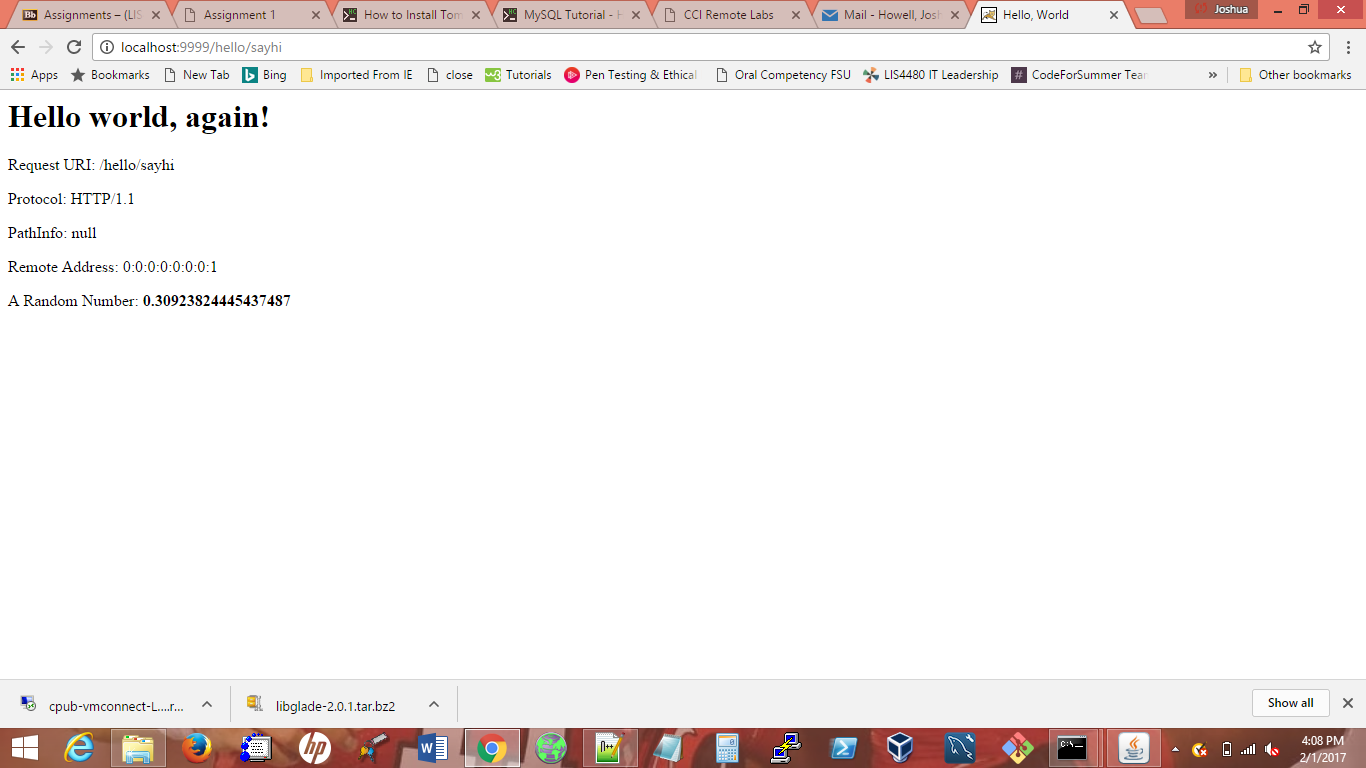 Assignments – (LIS
Assignment 1
How to Install Tom
MySQL Tutorial - H
CCI Remote Labs
Mail - Howell, Josh
Hello, World
Joshua
localhost:9999/hello/sayhi
Apps
Bookmarks
New Tab
Bing
Imported From IE
close
Tutorials
Pen Testing & Ethical
Oral Competency FSU
LIS4480 IT Leadership
CodeForSummer Tear
»
Other bookmarks
Hello world, again!
Request URI: /hello/sayhi
Protocol: HTTP/1.1
PathInfo: null
Remote Address: 0:0:0:0:0:0:0:1
A Random Number: 0.30923824445437487
cpub-vmconnect-L....r...
libglade-2.0.1.tar.bz2
Show all
4:08 PM
2/1/2017